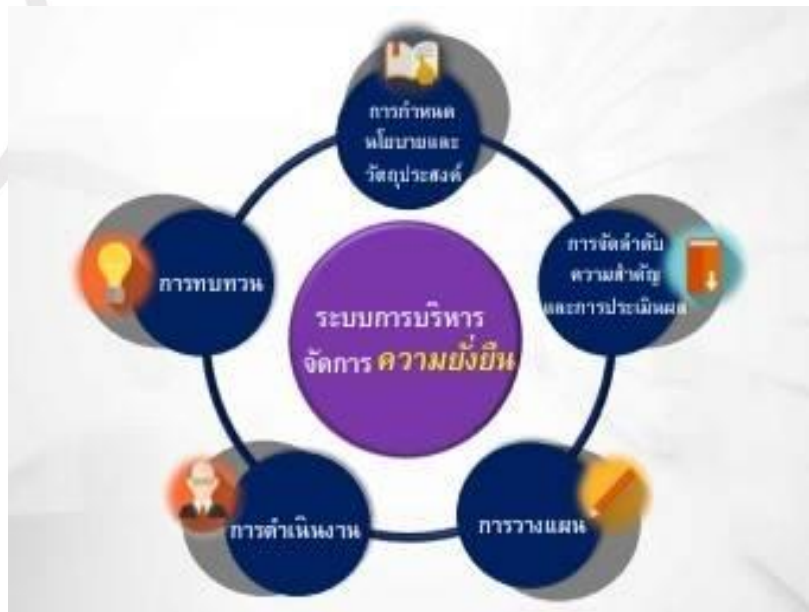 การกำหนด
นโยบายและ
วัตถุประสงค์
การจัดลำดับ
ความสำคัญ
และการประเมินผล
การทบทวน
ระบบการบริหาร
จัดการ ความยั่งยืน
การดำเนินงาน
การวางแผน